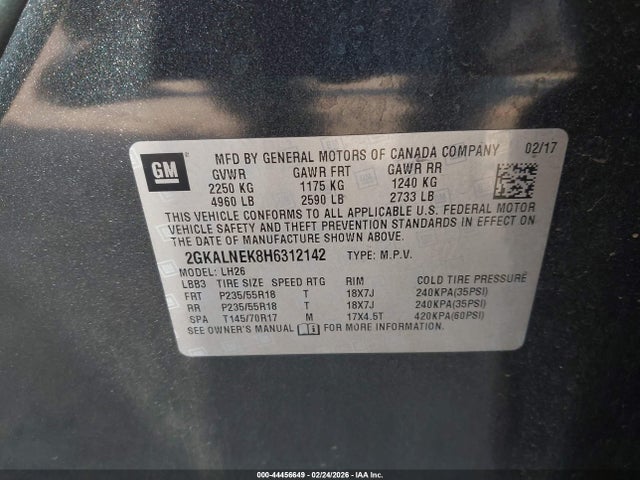 GM
MFD BY GENERAL MOTORS OF CANADA COMPANY 02/17
GVWR GAWR FRT GAWR RR
2250 KG 1175 KG 1240 KG
4960 LB 2590 LB 2733 LB
THIS VEHICLE CONFORMS TO ALL APPLICABLE U.S. FEDERAL MOTOR
VEHICLE SAFETY AND THEFT PREVENTION STANDARDS IN EFFECT ON
THE DATE OF MANUFACTURE SHOWN ABOVE.
2GKALNEK8H6312142 TYPE: M.P.V.
MODEL: LH26
LBB3 TIRE SIZE SPEED RTG RIM COLD TIRE PRESSURE
FRT P235/55R18 T 18X7J 240KPA(35PSI)
RR P235/55R18 T 18X7J 240KPA(35PSI)
SPA T145/70R17 M 17X4.5T 420KPA(60PSI)
SEE OWNER'S MANUAL FOR MORE INFORMATION.
000-44456649 - 02/24/2026 - COPART.COM